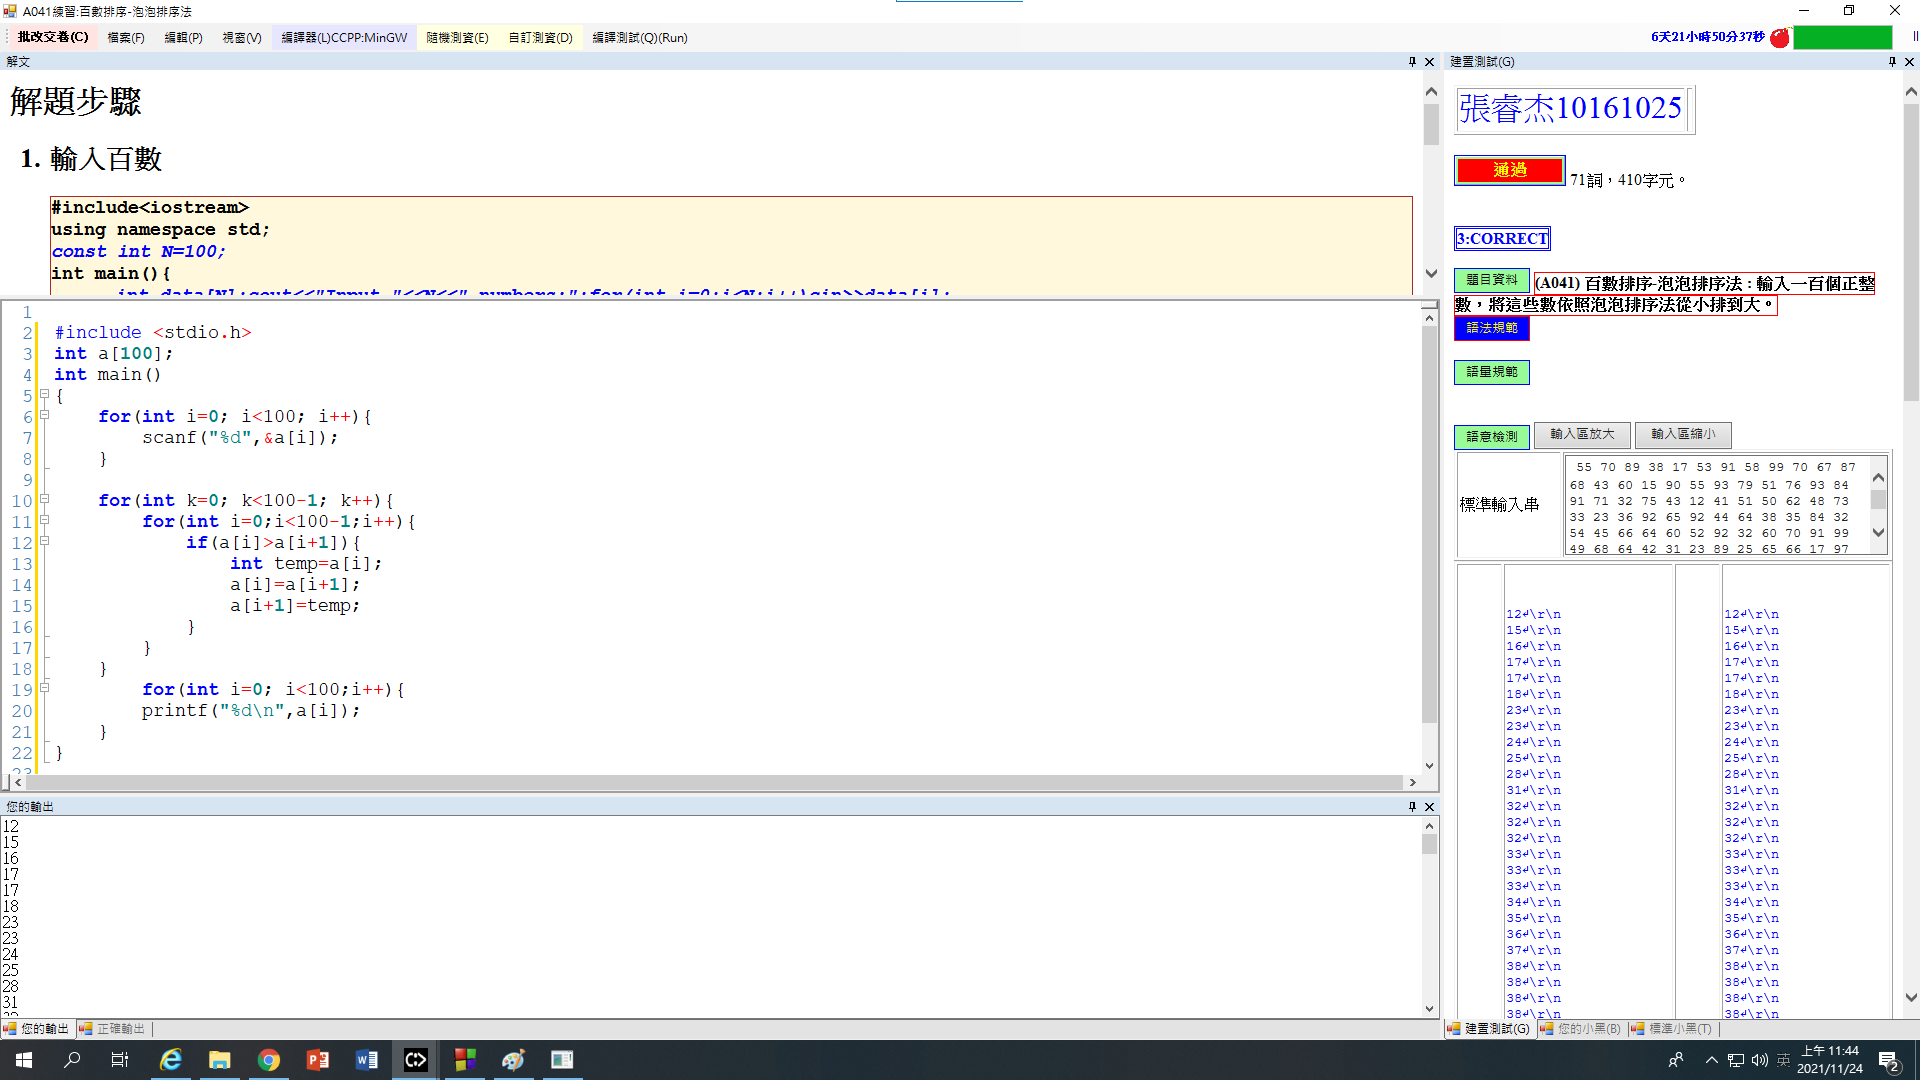 A041練習:百數排序-泡泡排序法
批改交卷(C) 檔案(F) 編輯(P) 視窗(V) 編譯器(L)CCPP:MinGW 隨機測資(E) 自訂測資(D) 編譯測試(Q)(Run) 6天21小時50分37秒
解文
解題步驟
1. 輸入百數
#include<iostream>
using namespace std;
const int N=100;
int main(){
int data[N];cout<<"Input "<<N<<" numbers:";for(int i=0;i<N;i++)cin>>data[i];
1
2 #include <stdio.h>
3 int a[100];
4 int main()
5 {
6 for(int i=0; i<100; i++){
7 scanf("%d",&a[i]);
8 }
9
10 for(int k=0; k<100-1; k++){
11 for(int i=0;i<100-1;i++){
12 if(a[i]>a[i+1]){
13 int temp=a[i];
14 a[i]=a[i+1];
15 a[i+1]=temp;
16 }
17 }
18 }
19 for(int i=0; i<100;i++){
20 printf("%d\n",a[i]);
21 }
22 }
23
您的輸出
12
15
16
17
17
18
23
23
24
25
28
31
您的輸出 正確輸出
建置測試(G)
張睿杰10161025
通過 71詞，410字元。
3:CORRECT
題目資料 (A041) 百數排序-泡泡排序法：輸入一百個正整
數，將這些數依照泡泡排序法從小排到大。
語法規範
語量規範
語意檢測 輸入區放大 輸入區縮小
標準輸入串
55 70 89 38 17 53 91 58 99 70 67 87
68 43 60 15 90 55 93 79 51 76 93 84
91 71 32 75 43 12 41 51 50 62 48 73
33 23 36 92 65 92 44 64 38 35 84 32
54 45 66 64 60 52 92 32 60 70 91 99
49 68 64 42 31 23 89 25 65 66 17 97
12↲\r\n 12↲\r\n
15↲\r\n 15↲\r\n
16↲\r\n 16↲\r\n
17↲\r\n 17↲\r\n
17↲\r\n 17↲\r\n
18↲\r\n 18↲\r\n
23↲\r\n 23↲\r\n
23↲\r\n 23↲\r\n
24↲\r\n 24↲\r\n
25↲\r\n 25↲\r\n
28↲\r\n 28↲\r\n
31↲\r\n 31↲\r\n
32↲\r\n 32↲\r\n
32↲\r\n 32↲\r\n
32↲\r\n 32↲\r\n
33↲\r\n 33↲\r\n
33↲\r\n 33↲\r\n
33↲\r\n 33↲\r\n
34↲\r\n 34↲\r\n
35↲\r\n 35↲\r\n
36↲\r\n 36↲\r\n
37↲\r\n 37↲\r\n
38↲\r\n 38↲\r\n
38↲\r\n 38↲\r\n
38↲\r\n 38↲\r\n
38↲\r\n 38↲\r\n
建置測試(G) 您的小黑(B) 標準小黑(T)
英 上午 11:44
2021/11/24
2